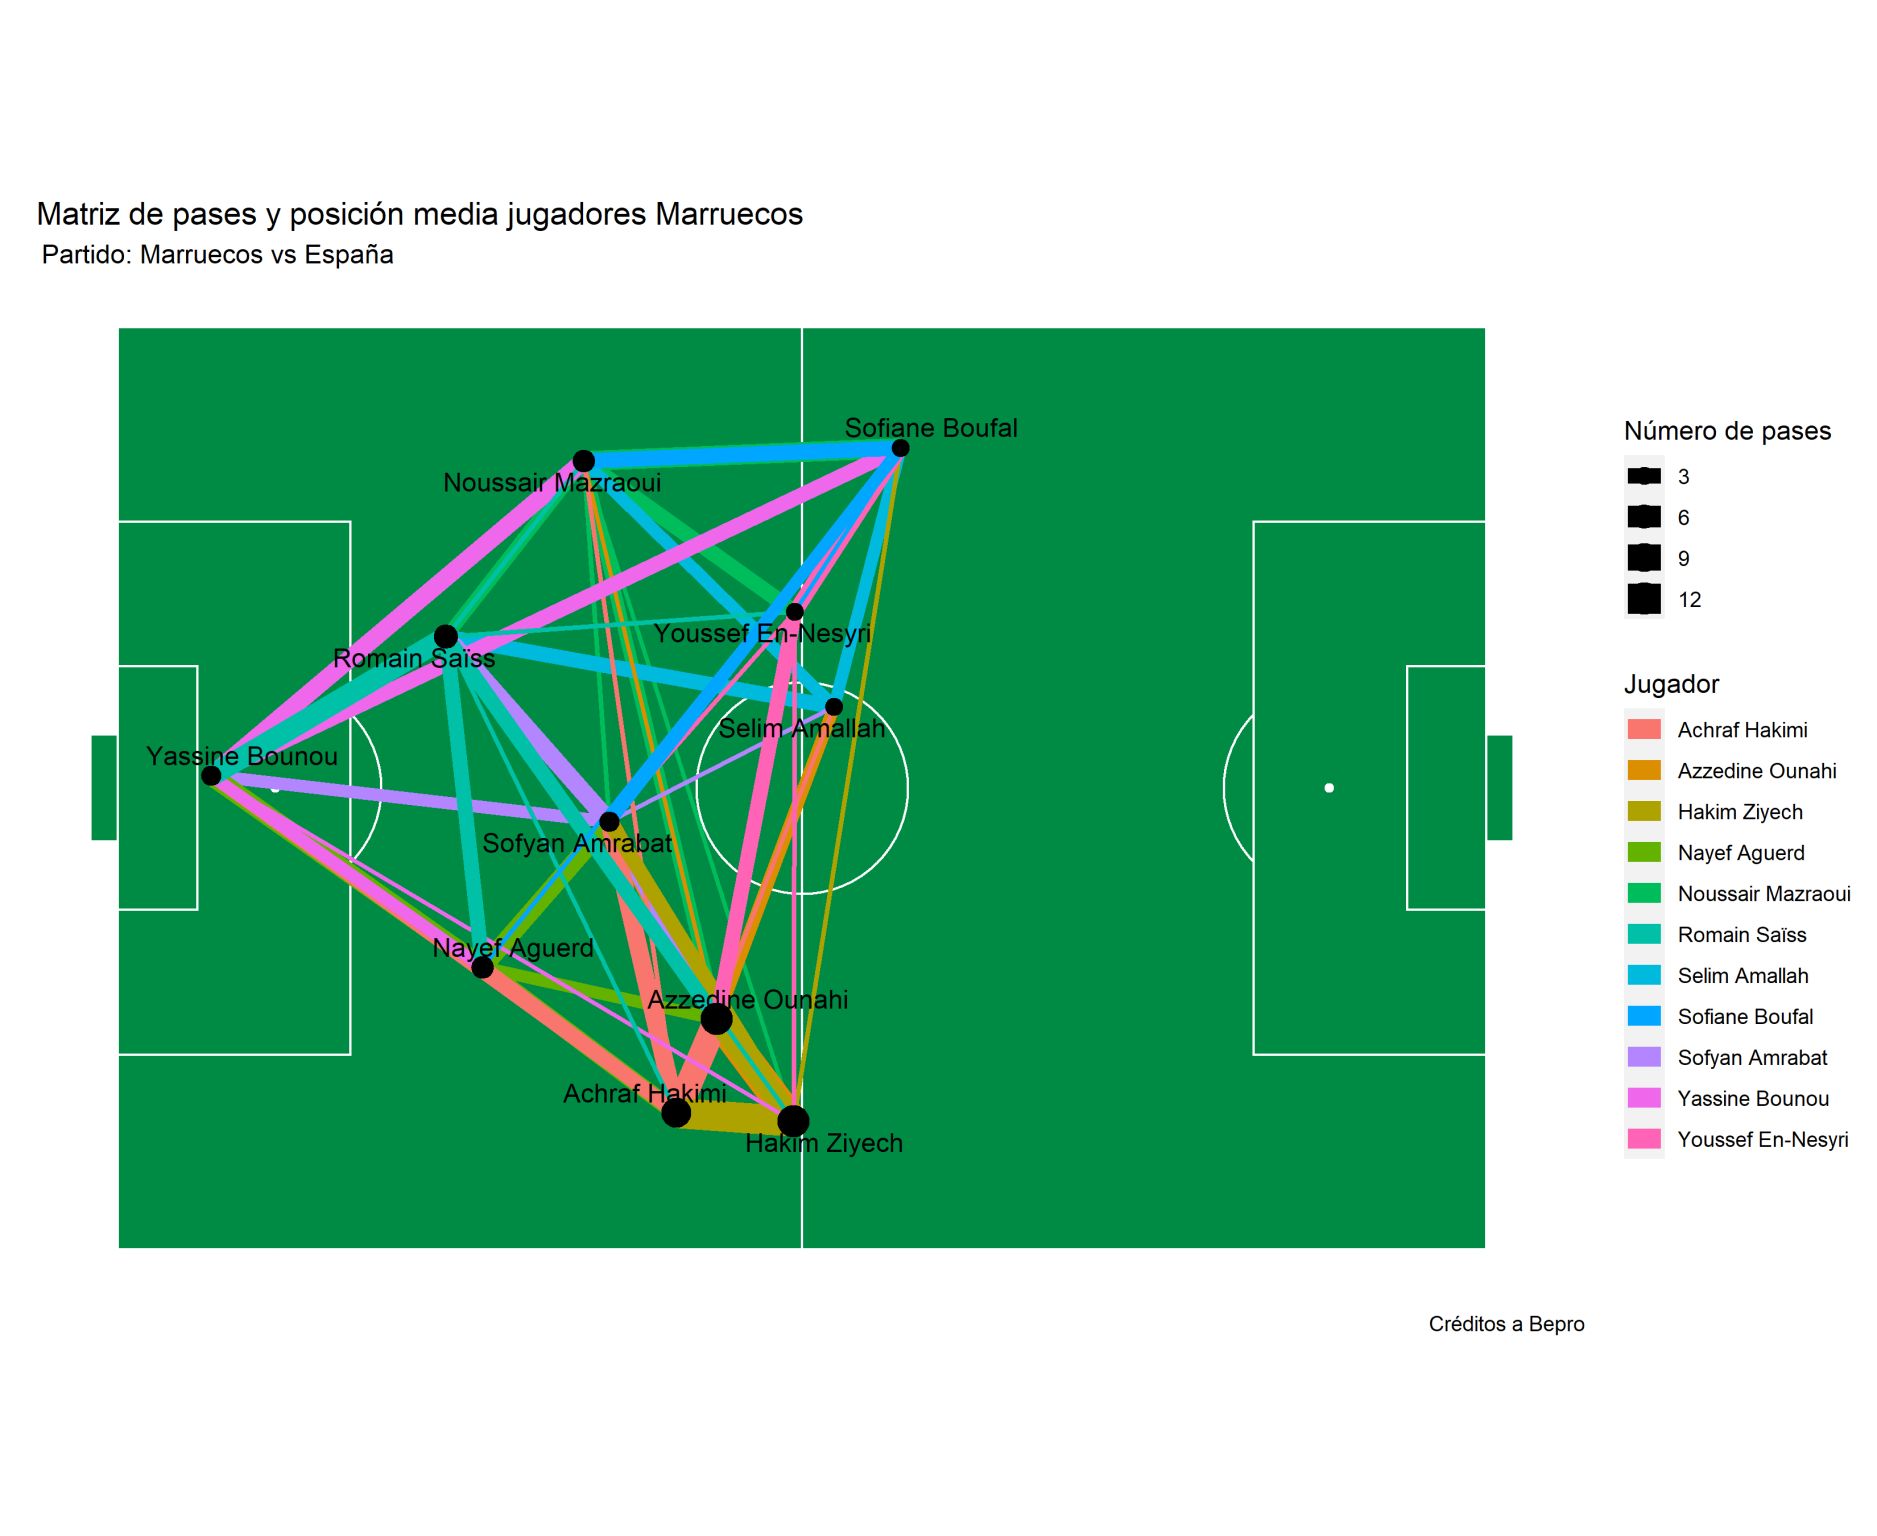 Matriz de pases y posición media jugadores Marruecos
Partido: Marruecos vs España
Sofiane Boufal
Noussair Mazraoui
Youssef En-Nesyri
Romain Saïss
Selim Amallah
Yassine Bounou
Sofyan Amrabat
Nayef Aguerd
Azzedine Ounahi
Achraf Hakimi
Hakim Ziyech
Número de pases
3
6
9
12
Jugador
Achraf Hakimi
Azzedine Ounahi
Hakim Ziyech
Nayef Aguerd
Noussair Mazraoui
Romain Saïss
Selim Amallah
Sofiane Boufal
Sofyan Amrabat
Yassine Bounou
Youssef En-Nesyri
Créditos a Bepro